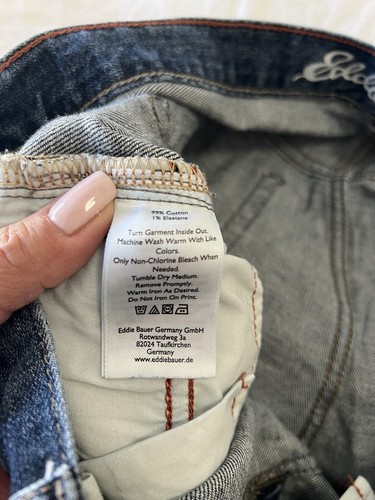 99% Cotton
1% Elastane
Turn Garment Inside Out.
Machine Wash Warm With Like
Colors.
Only Non-Chlorine Bleach When
Needed.
Tumble Dry Medium.
Remove Promptly.
Warm Iron As Desired.
Do Not Iron On Print.
Eddie Bauer Germany GmbH
Rotwandweg 3a
82024 Taufkirchen
Germany
www.eddiebauer.de